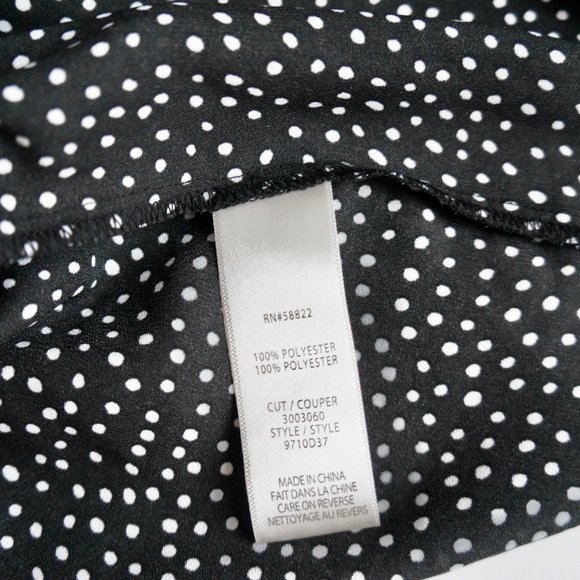 RN#58822
100% POLYESTER
100% POLYESTER
CUT / COUPER
3003060
STYLE / STYLE
9710D37
MADE IN CHINA
FAIT DANS LA CHINE
CARE ON REVERSE
NETTOYAGE AU REVERS